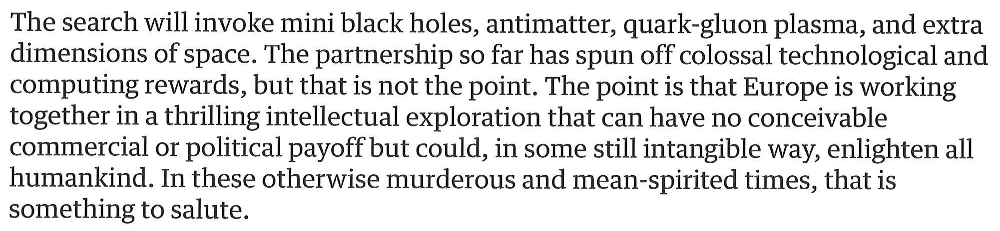 The search will invoke mini black holes, antimatter, quark-gluon plasma, and extra
dimensions of space. The partnership so far has spun off colossal technological and
computing rewards, but that is not the point. The point is that Europe is working
together in a thrilling intellectual exploration that can have no conceivable
commercial or political payoff but could, in some still intangible way, enlighten all
humankind. In these otherwise murderous and mean-spirited times, that is
something to salute.